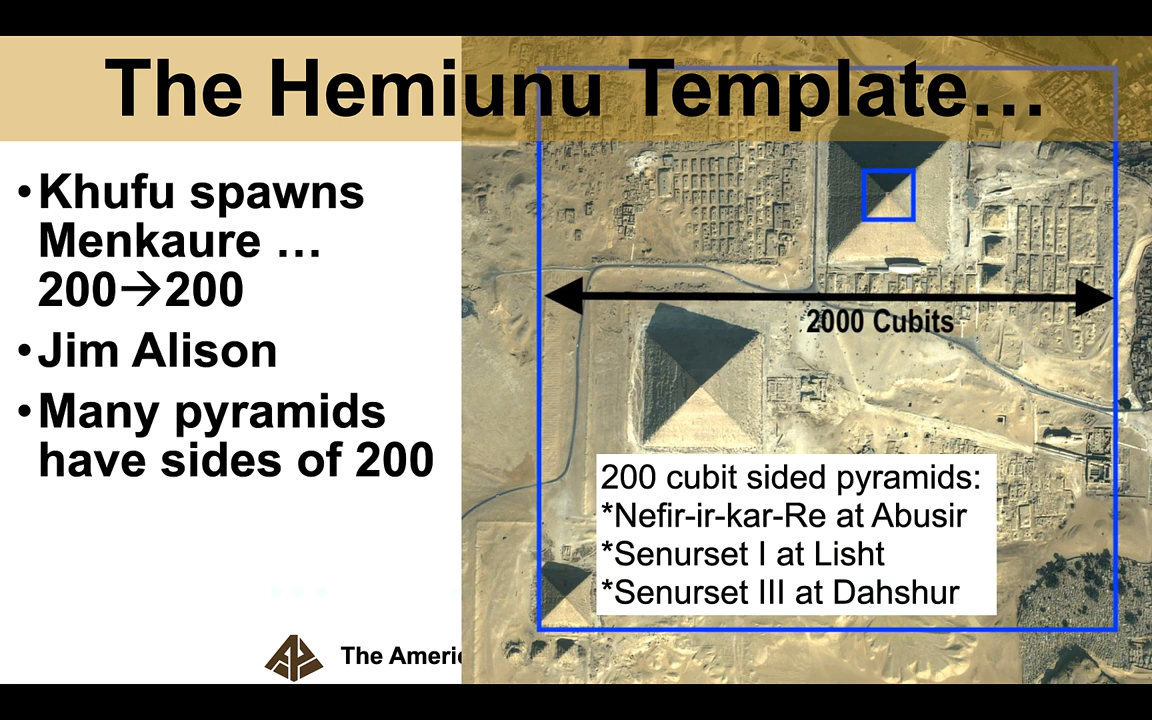 The Hemiunu Template…
•Khufu spawns
Menkaure …
200→200
•Jim Alison
•Many pyramids
have sides of 200
2000 Cubits
200 cubit sided pyramids:
*Nefir-ir-kar-Re at Abusir
*Senurset I at Lisht
*Senurset III at Dahshur
The Ameri